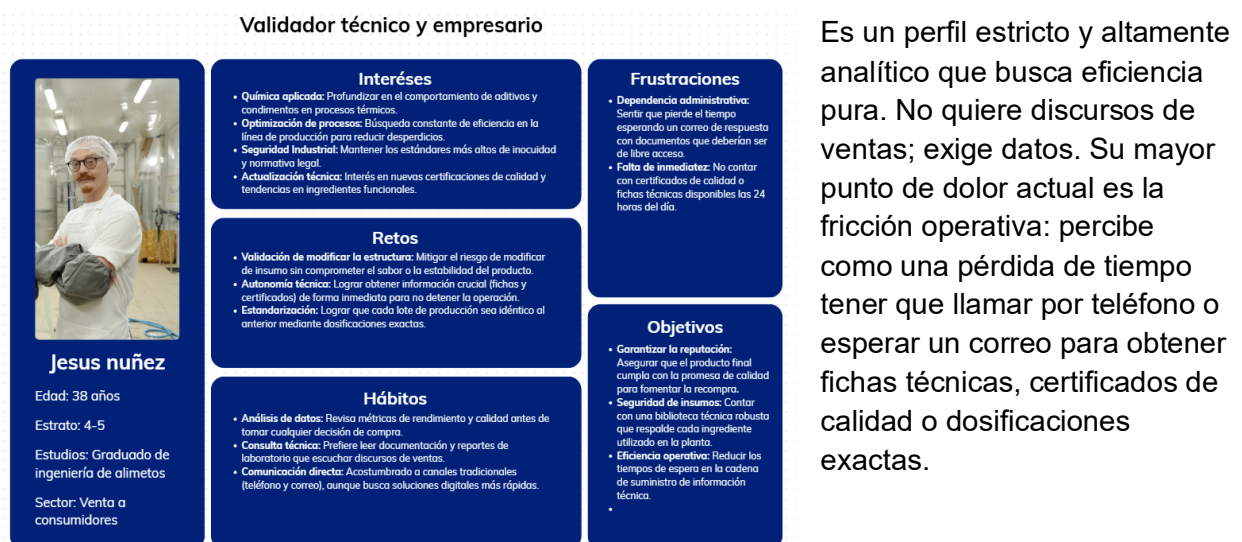 Validador técnico y empresario
Jesus nuñez
Edad: 38 años
Estrato: 4-5
Estudios: Graduado de
ingeniería de alimetos
Sector: Venta a
consumidores
Interéses
• Química aplicada: Profundizar en el comportamiento de aditivos y
condimentos en procesos térmicos.
• Optimización de procesos: Búsqueda constante de eficiencia en la
línea de producción para reducir desperdicios.
• Seguridad Industrial: Mantener los estándares más altos de inocuidad
y normativa legal.
• Actualización técnica: Interés en nuevas certificaciones de calidad y
tendencias en ingredientes funcionales.
Retos
• Validación de modificar la estructura: Mitigar el riesgo de modificar
de insumo sin comprometer el sabor o la estabilidad del producto.
• Autonomía técnica: Lograr obtener información crucial (fichas y
certificados) de forma inmediata para no detener la operación.
• Estandarización: Lograr que cada lote de producción sea idéntico al
anterior mediante dosificaciones exactas.
Hábitos
• Análisis de datos: Revisa métricas de rendimiento y calidad antes de
tomar cualquier decisión de compra.
• Consulta técnica: Prefiere leer documentación y reportes de
laboratorio que escuchar discursos de ventas.
• Comunicación directa: Acostumbrado a canales tradicionales
(teléfono y correo), aunque busca soluciones digitales más rápidas.
Frustraciones
• Dependencia administrativa:
Sentir que pierde el tiempo
esperando un correo de respuesta
con documentos que deberían ser
de libre acceso.
• Falta de inmediatez: No contar
con certificados de calidad o
fichas técnicas disponibles las 24
horas del día.
Objetivos
• Garantizar la reputación:
Asegurar que el producto final
cumpla con la promesa de calidad
para fomentar la recompra.
• Seguridad de insumos: Contar
con una biblioteca técnica robusta
que respalde cada ingrediente
utilizado en la planta.
• Eficiencia operativa: Reducir los
tiempos de espera en la cadena
de suministro de información
técnica.
•
Es un perfil estricto y altamente
analítico que busca eficiencia
pura. No quiere discursos de
ventas; exige datos. Su mayor
punto de dolor actual es la
fricción operativa: percibe
como una pérdida de tiempo
tener que llamar por teléfono o
esperar un correo para obtener
fichas técnicas, certificados de
calidad o dosificaciones
exactas.